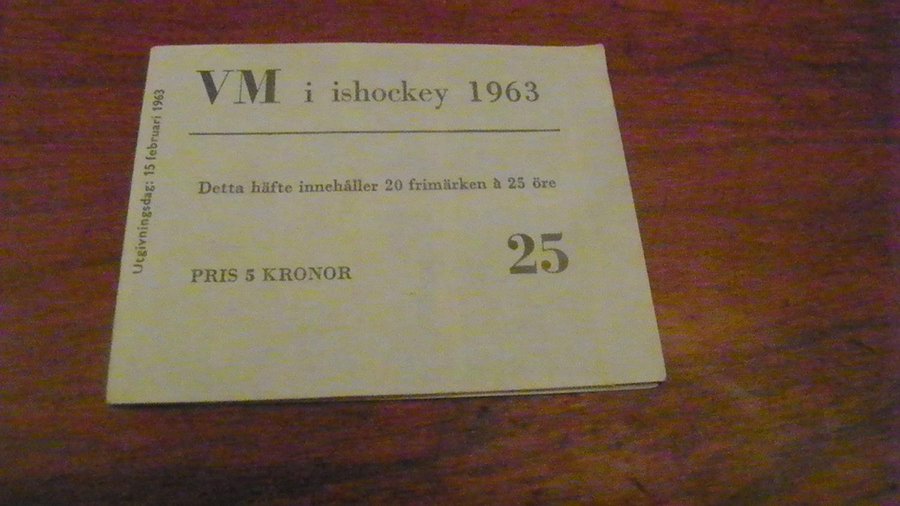 VM i ishockey 1963
Detta häfte innehåller 20 frimärken à 25 öre
25
PRIS 5 KRONOR
Utgivningsdag: 15 februari 1963